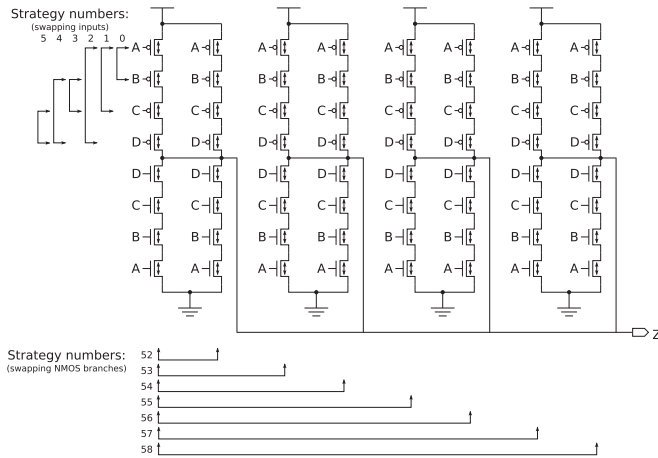 Strategy numbers:
(swapping inputs)
5 4 3 2 1 0
A A A A A A A A
B B B B B B B B
C C C C C C C C
D D D D D D D D
D D D D D D D D
C C C C C C C C
B B B B B B B B
A A A A A A A A
Z
Strategy numbers:
(swapping NMOS branches)
52
53
54
55
56
57
58